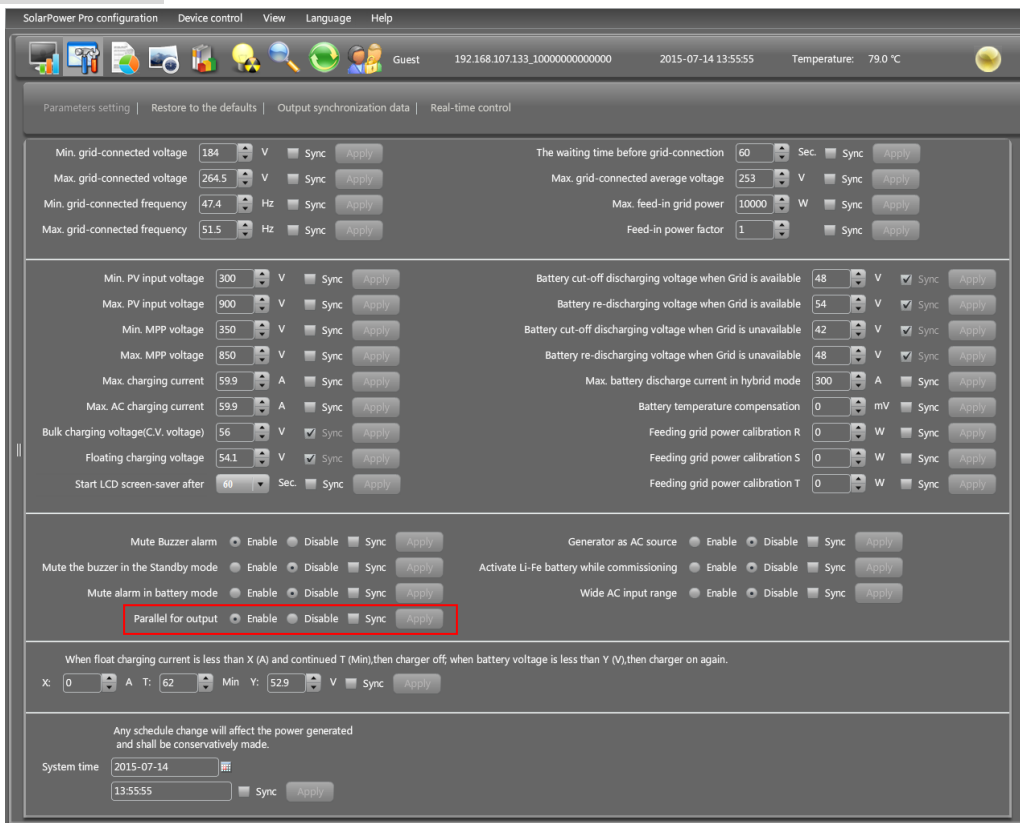 SolarPower Pro configuration Device control View Language Help
Guest 192.168.107.133_10000000000000 2015-07-14 13:55:55 Temperature: 79.0 ℃
Parameters setting | Restore to the defaults | Output synchronization data | Real-time control
Min. grid-connected voltage 184 V Sync Apply The waiting time before grid-connection 60 Sec. Sync Apply
Max. grid-connected voltage 264.5 V Sync Apply Max. grid-connected average voltage 253 V Sync Apply
Min. grid-connected frequency 47.4 Hz Sync Apply Max. feed-in grid power 10000 W Sync Apply
Max. grid-connected frequency 51.5 Hz Sync Apply Feed-in power factor 1 Sync Apply
Min. PV input voltage 300 V Sync Apply Battery cut-off discharging voltage when Grid is available 48 V Sync Apply
Max. PV input voltage 900 V Sync Apply Battery re-discharging voltage when Grid is available 54 V Sync Apply
Min. MPP voltage 350 V Sync Apply Battery cut-off discharging voltage when Grid is unavailable 42 V Sync Apply
Max. MPP voltage 850 V Sync Apply Battery re-discharging voltage when Grid is unavailable 48 V Sync Apply
Max. charging current 59.9 A Sync Apply Max. battery discharge current in hybrid mode 300 A Sync Apply
Max. AC charging current 59.9 A Sync Apply Battery temperature compensation 0 mV Sync Apply
Bulk charging voltage(C.V. voltage) 56 V Sync Apply Feeding grid power calibration R 0 W Sync Apply
Floating charging voltage 54.1 V Sync Apply Feeding grid power calibration S 0 W Sync Apply
Start LCD screen-saver after 60 Sec. Sync Apply Feeding grid power calibration T 0 W Sync Apply
Mute Buzzer alarm Enable Disable Sync Apply Generator as AC source Enable Disable Sync Apply
Mute the buzzer in the Standby mode Enable Disable Sync Apply Activate Li-Fe battery while commissioning Enable Disable Sync Apply
Mute alarm in battery mode Enable Disable Sync Apply Wide AC input range Enable Disable Sync Apply
Parallel for output Enable Disable Sync Apply
When float charging current is less than X (A) and continued T (Min),then charger off; when battery voltage is less than Y (V),then charger on again.
X: 0 A T: 62 Min Y: 52.9 V Sync Apply
Any schedule change will affect the power generated
and shall be conservatively made.
System time 2015-07-14
13:55:55 Sync Apply